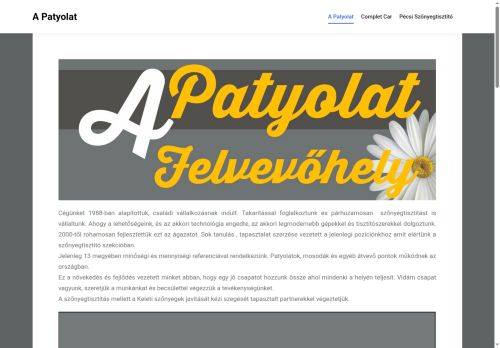 A Patyolat
A Patyolat Complet Car Pécsi Szőnyegtisztító
A Patyolat
Felvevőhely
Cégünket 1988-ban alapítottuk, családi vállalkozásnak indult. Takarítással foglalkoztunk és párhuzamosan szőnyegtisztítást is
vállaltunk. Ahogy a lehetőségeink, és az akkori technológia engedte, az akkori legmodernebb gépekkel és tisztítószerekkel dolgoztunk.
2000-től rohamosan fejlesztettük ezt az ágazatot. Sok tanulás , tapasztalat szerzése vezetett a jelenlegi pozíciónkhoz amit elértünk a
szőnyegtisztító szekcióban.
Jelenleg 13 megyében minőségi és mennyiségi referenciával rendelkezünk. Patyolatok, mosodák és egyéb átvevő pontok működnek az
országban.
Ez a növekedés és fejlődés vezetett minket abban, hogy egy jó csapatot hozzunk össze ahol mindenki a helyén teljesít. Vidám csapat
vagyunk, szeretjük a munkánkat és becsülettel végezzük a tevékenységünket.
A szőnyegtisztítás mellett a Keleti szőnyegek javítását kézi szegését tapasztalt partnerekkel végeztetjük.